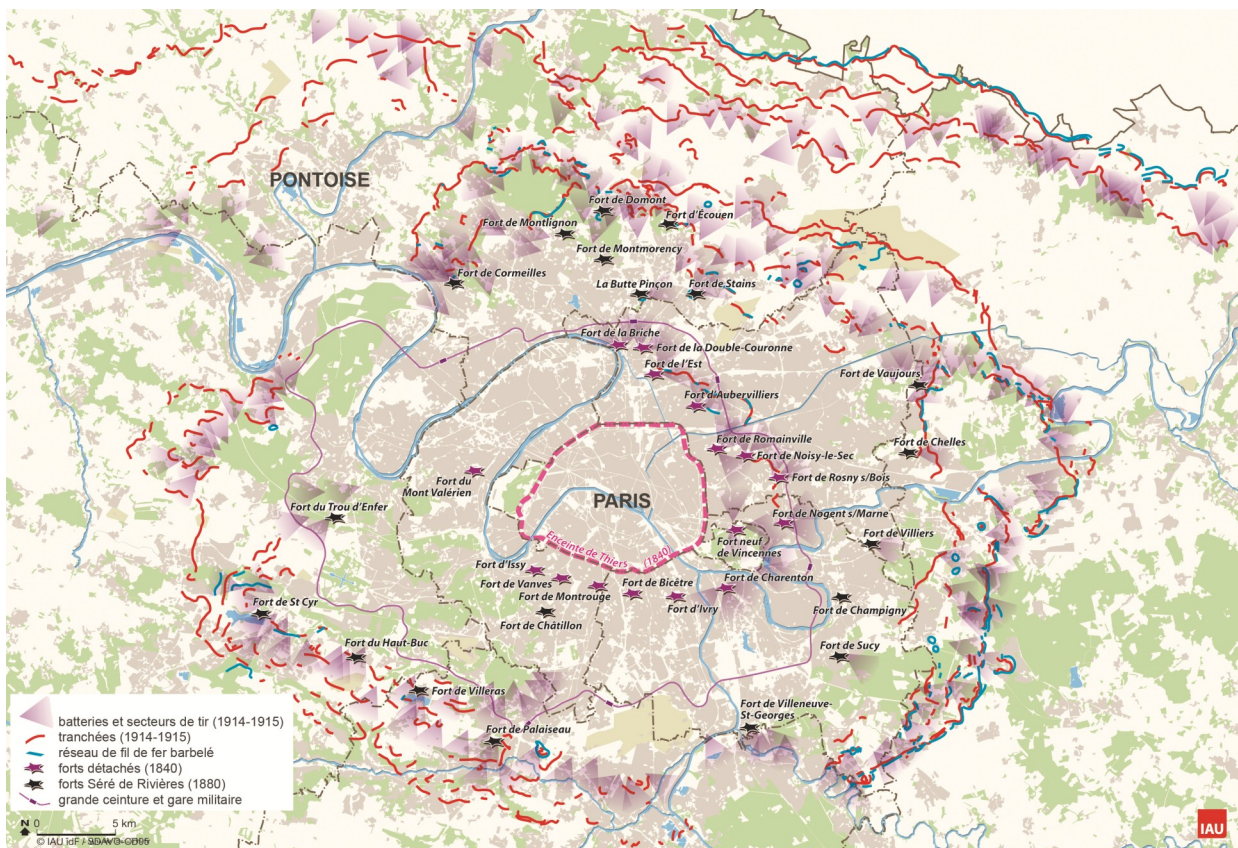 PONTOISE
Fort de Domont
Fort d'Écouen
Fort de Montlignon
Fort de Montmorency
Fort de Cormeilles
La Butte Pinçon
Fort de Stains
Fort de la Briche
Fort de la Double-Couronne
Fort de l'Est
Fort de Vaujours
Fort d'Aubervilliers
Fort de Romainville
Fort de Chelles
Fort de Noisy-le-Sec
Fort du
Mont Valérien
Fort de Rosny s/Bois
PARIS
Fort du Trou d'Enfer
Fort de Nogent s/Marne
Fort neuf
de Vincennes
Fort de Villiers
Enceinte de Thiers (1840)
Fort d'Issy
Fort de Vanves
Fort de Bicêtre
Fort de Charenton
Fort de Montrouge
Fort d'Ivry
Fort de St Cyr
Fort de Châtillon
Fort de Champigny
Fort du Haut-Buc
Fort de Sucy
Fort de Villeras
Fort de Villeneuve-
St-Georges
Fort de Palaiseau
batteries et secteurs de tir (1914-1915)
tranchées (1914-1915)
réseau de fil de fer barbelé
forts détachés (1840)
forts Séré de Rivières (1880)
grande ceinture et gare militaire
N 0 5 km
© IAU îdF /
IAU